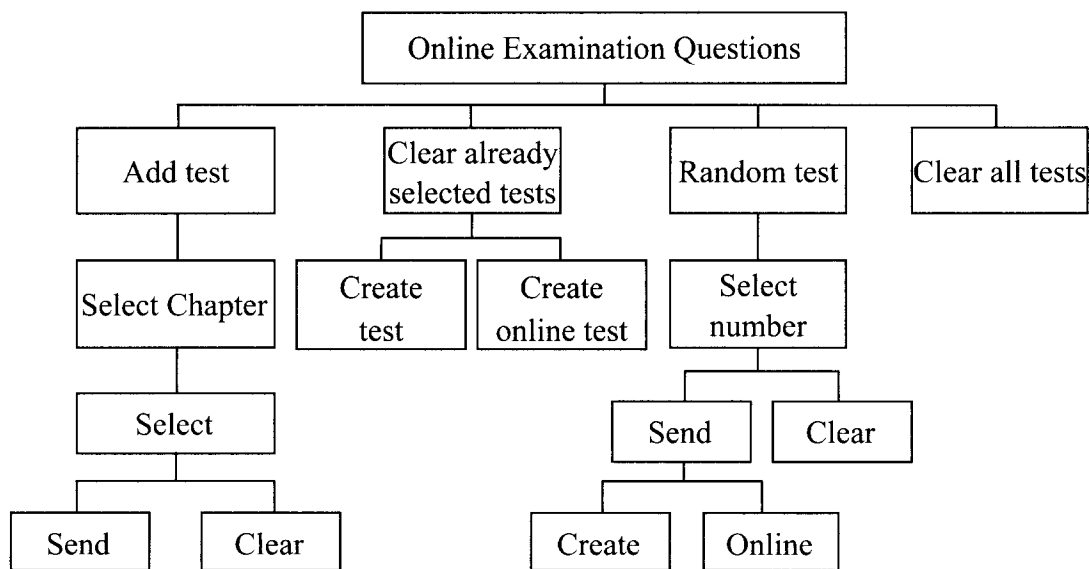 Online Examination Questions
Add test
Clear already
selected tests
Random test
Clear all tests
Select Chapter
Create
test
Create
online test
Select
number
Select
Send
Clear
Send
Clear
Create
Online